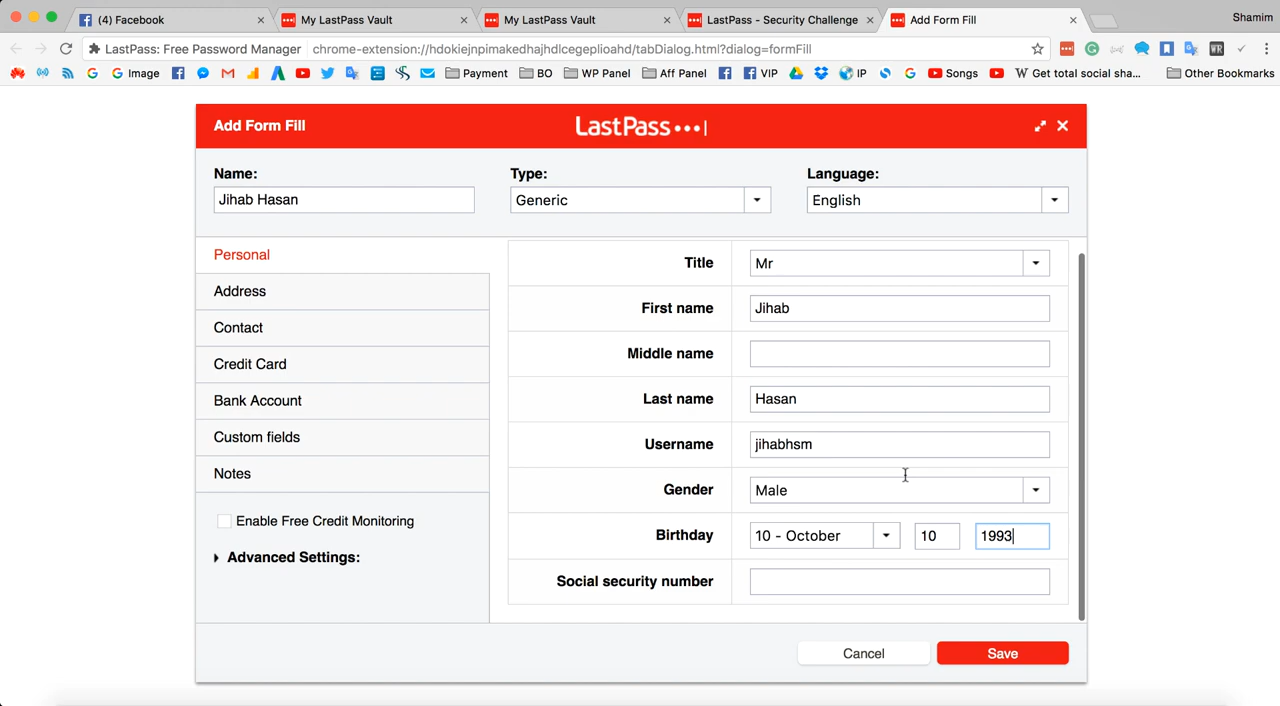 (4) Facebook
My LastPass Vault
My LastPass Vault
LastPass - Security Challenge
Add Form Fill
Shamim
LastPass: Free Password Manager
chrome-extension://hdokiejnpimakedhajhdlcegeplioahd/tabDialog.html?dialog=formFill
Image
Payment
BO
WP Panel
Aff Panel
VIP
IP
Songs
W Get total social sha...
Other Bookmarks
Add Form Fill
LastPass
Name:
Type:
Language:
Jihab Hasan
Generic
English
Personal
Address
Contact
Credit Card
Bank Account
Custom fields
Notes
Enable Free Credit Monitoring
Advanced Settings:
Title
Mr
First name
Jihab
Middle name
Last name
Hasan
Username
jihabhsm
Gender
Male
Birthday
10 - October
10
1993
Social security number
Cancel
Save